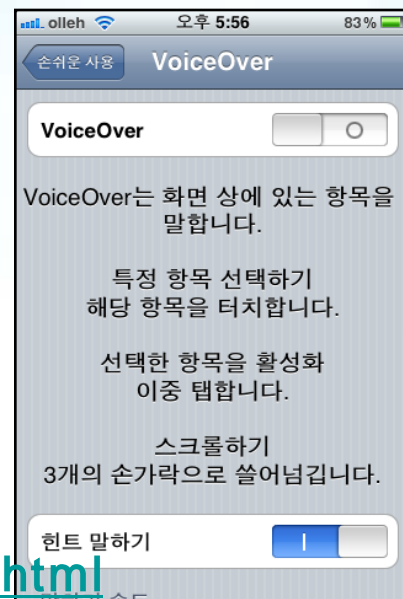 olleh 오후 5:56 83%
손쉬운 사용 VoiceOver
VoiceOver
VoiceOver는 화면 상에 있는 항목을
말합니다.
특정 항목 선택하기
해당 항목을 터치합니다.
선택한 항목을 활성화
이중 탭합니다.
스크롤하기
3개의 손가락으로 쓸어넘깁니다.
힌트 말하기
html